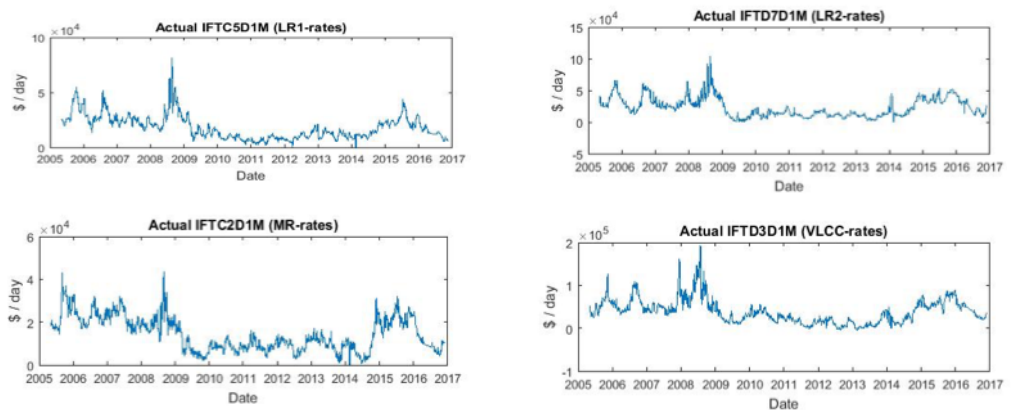 Actual IFTC5D1M (LR1-rates)
× 10^4
10
5
0
$ / day
2005 2006 2007 2008 2009 2010 2011 2012 2013 2014 2015 2016 2017
Date
Actual IFTD7D1M (LR2-rates)
× 10^4
15
10
5
0
-5
$ / day
2005 2006 2007 2008 2009 2010 2011 2012 2013 2014 2015 2016 2017
Date
Actual IFTC2D1M (MR-rates)
× 10^4
6
4
2
0
$ / day
2005 2006 2007 2008 2009 2010 2011 2012 2013 2014 2015 2016 2017
Date
Actual IFTD3D1M (VLCC-rates)
× 10^5
2
1
0
-1
$ / day
2005 2006 2007 2008 2009 2010 2011 2012 2013 2014 2015 2016 2017
Date